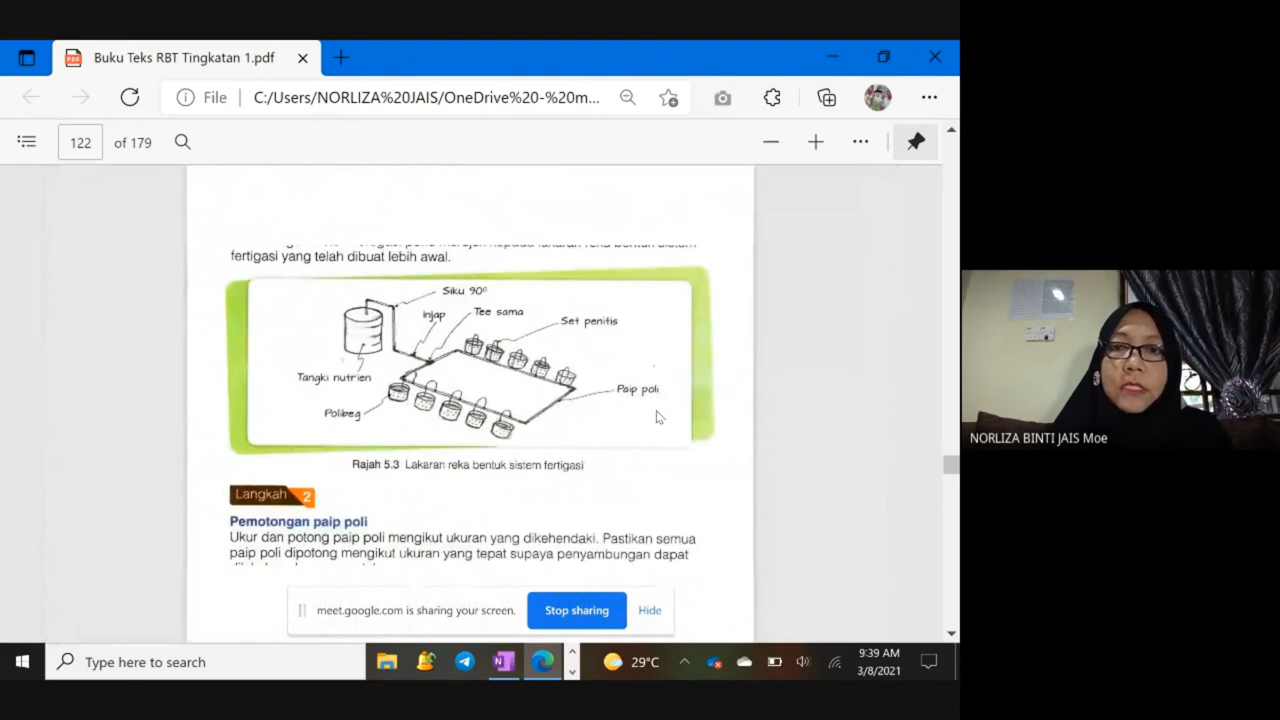 Buku Teks RBT Tingkatan 1.pdf
File
C:/Users/NORLIZA%20JAIS/OneDrive%20-%20m...
122 of 179
fertigasi yang telah dibuat lebih awal.
Siku 90°
Injap
Tee sama
Set penitis
Tangki nutrien
Paip poli
Polibeg
Rajah 5.3 Lakaran reka bentuk sistem fertigasi
Langkah 2
Pemotongan paip poli
Ukur dan potong paip poli mengikut ukuran yang dikehendaki. Pastikan semua
paip poli dipotong mengikut ukuran yang tepat supaya penyambungan dapat
meet.google.com is sharing your screen.
Stop sharing
Hide
NORLIZA BINTI JAIS Moe
Type here to search
29°C
9:39 AM
3/8/2021